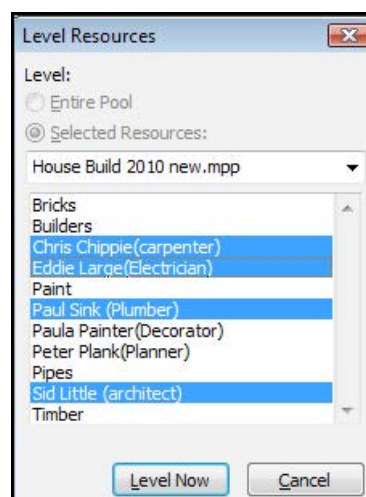 Level Resources
Level:
Entire Pool
Selected Resources:
House Build 2010 new.mpp
Bricks
Builders
Chris Chippie(carpenter)
Eddie Large(Electrician)
Paint
Paul Sink (Plumber)
Paula Painter(Decorator)
Peter Plank(Planner)
Pipes
Sid Little (architect)
Timber
Level Now Cancel